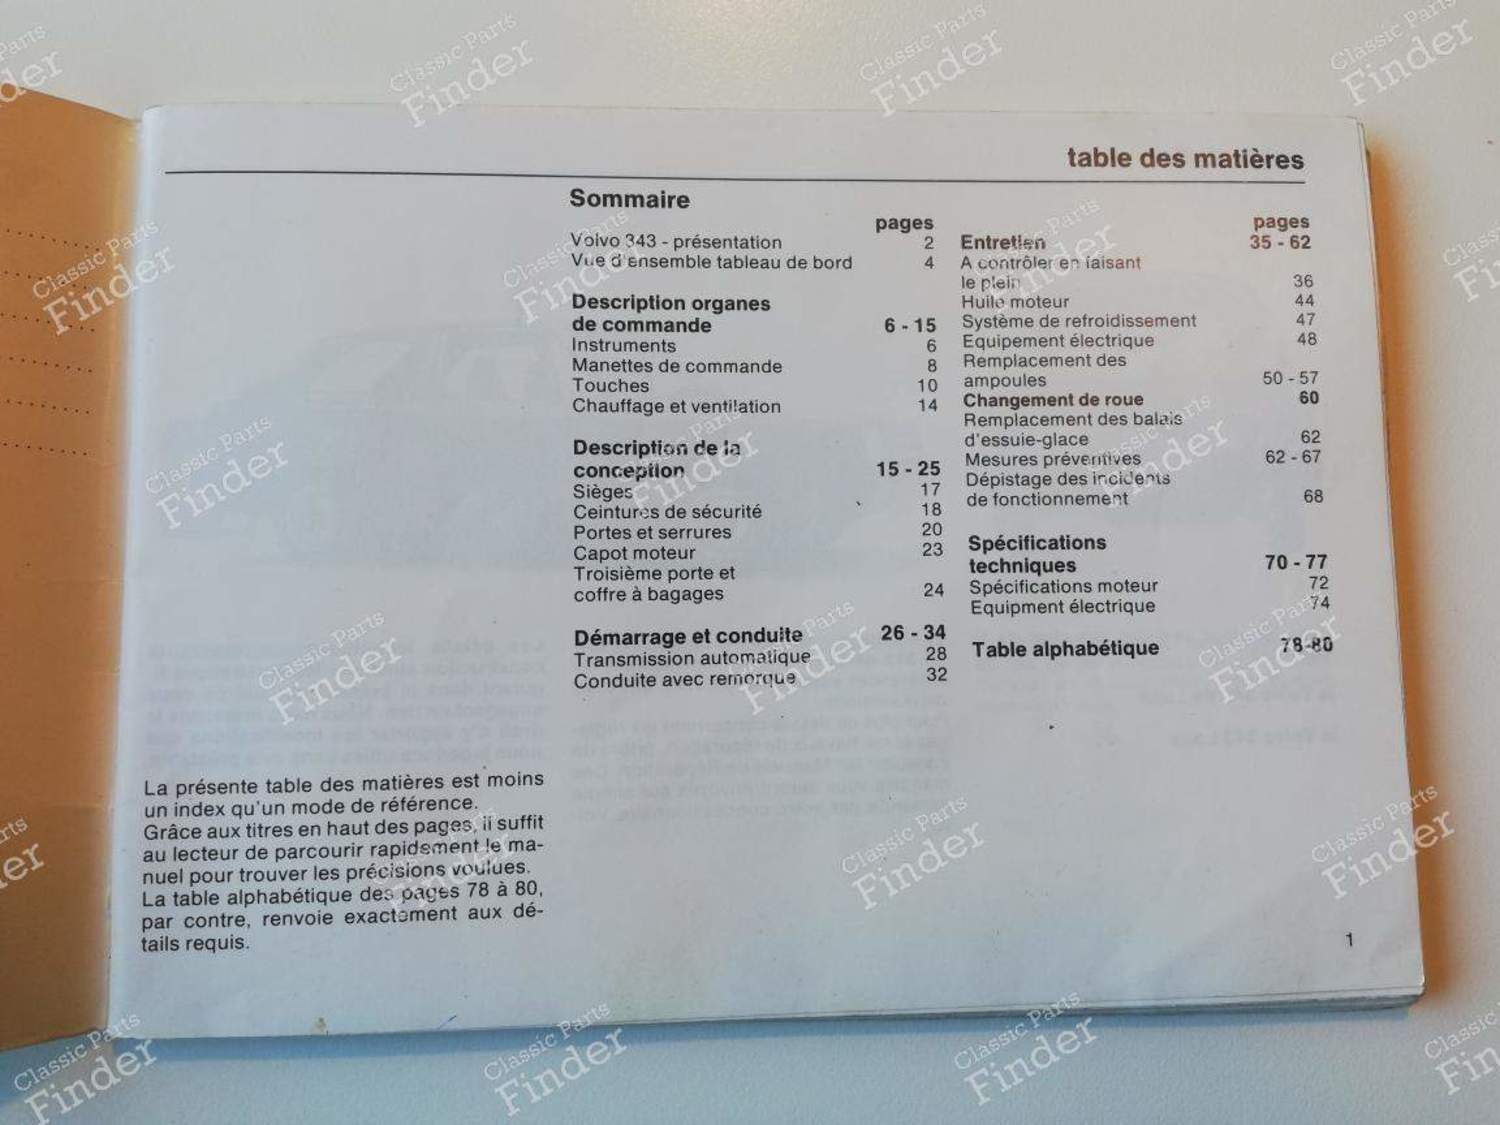 table des matières
Sommaire
pages
Volvo 343 - présentation 2
Vue d'ensemble tableau de bord 4
Description organes
de commande 6 - 15
Instruments 6
Manettes de commande 8
Touches 10
Chauffage et ventilation 14
Description de la
conception 15 - 25
Sièges 17
Ceintures de sécurité 18
Portes et serrures 20
Capot moteur 23
Troisième porte et
coffre à bagages 24
Démarrage et conduite 26 - 34
Transmission automatique 28
Conduite avec remorque 32
pages
Entretien 35 - 62
A contrôler en faisant
le plein 36
Huile moteur 44
Système de refroidissement 47
Equipement électrique 48
Remplacement des
ampoules 50 - 57
Changement de roue 60
Remplacement des balais
d'essuie-glace 62
Mesures préventives 62 - 67
Dépistage des incidents
de fonctionnement 68
Spécifications
techniques 70 - 77
Spécifications moteur 72
Equipment électrique 74
Table alphabétique 78-80
La présente table des matières est moins
un index qu'un mode de référence.
Grâce aux titres en haut des pages, il suffit
au lecteur de parcourir rapidement le ma-
nuel pour trouver les précisions voulues.
La table alphabétique des pages 78 à 80,
par contre, renvoie exactement aux dé-
tails requis.
1
Classic Parts
Finder